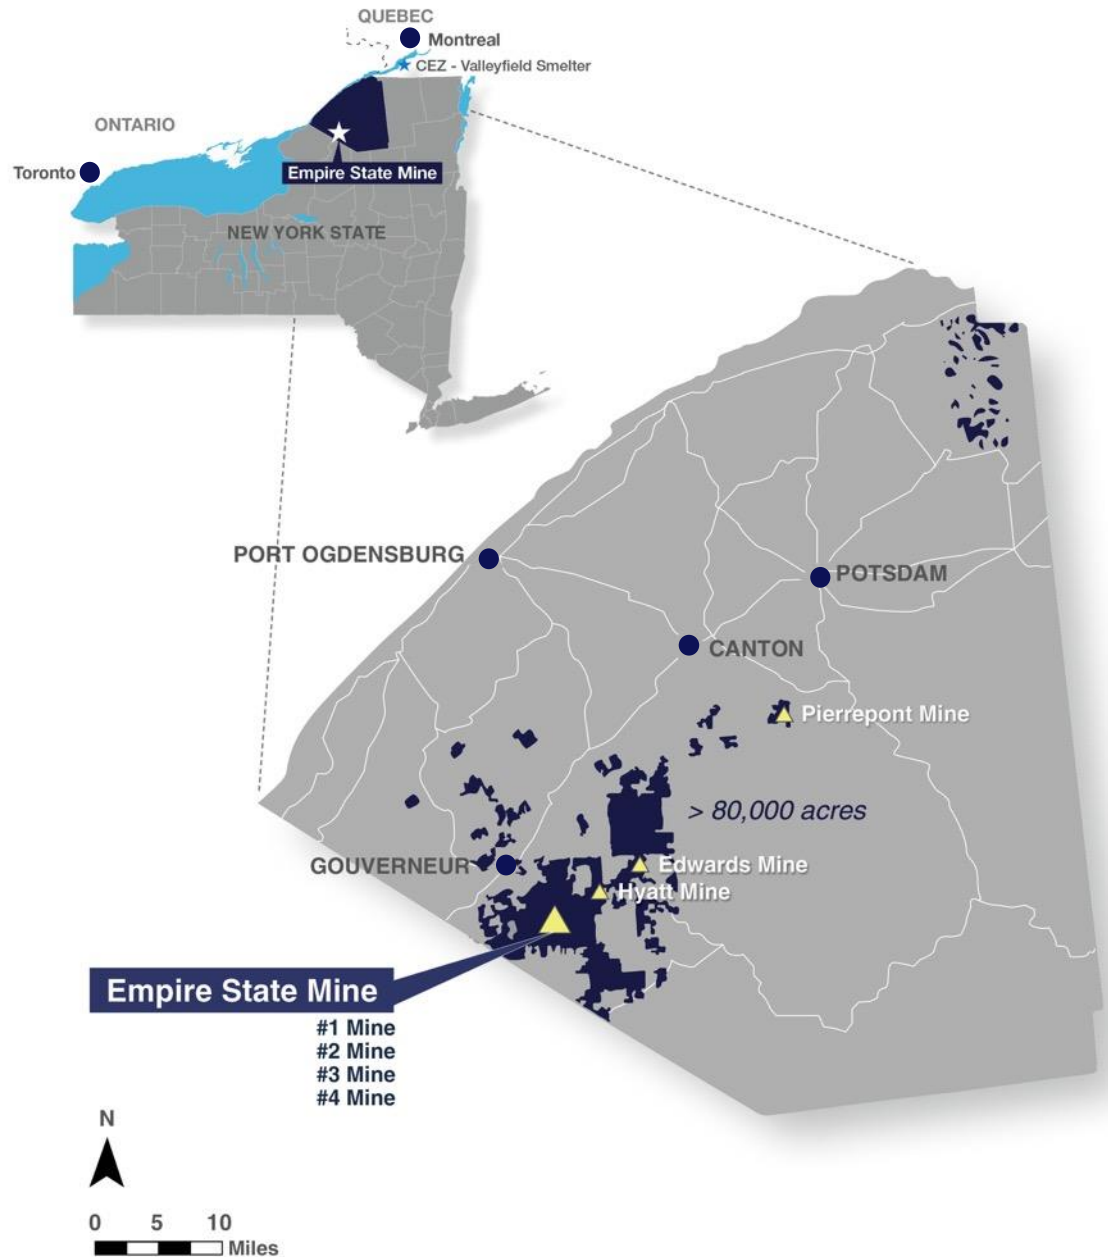 QUEBEC
Montreal
CEZ - Valleyfield Smelter
ONTARIO
Toronto
Empire State Mine
NEW YORK STATE
PORT OGDENSBURG
POTSDAM
CANTON
Pierrepont Mine
> 80,000 acres
GOUVERNEUR
Edwards Mine
Hyatt Mine
Empire State Mine
#1 Mine
#2 Mine
#3 Mine
#4 Mine
N
0 5 10
Miles